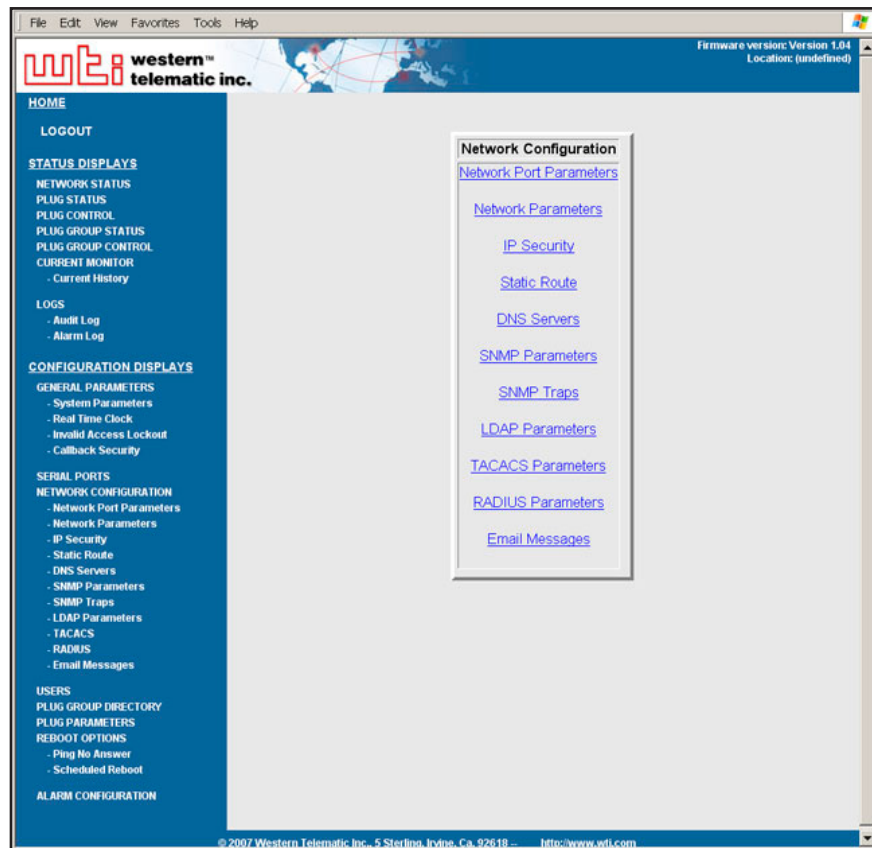 File Edit View Favorites Tools Help
wti western™
telematic inc.
Firmware version: Version 1.04
Location: (undefined)
HOME
LOGOUT
STATUS DISPLAYS
NETWORK STATUS
PLUG STATUS
PLUG CONTROL
PLUG GROUP STATUS
PLUG GROUP CONTROL
CURRENT MONITOR
- Current History
LOGS
- Audit Log
- Alarm Log
CONFIGURATION DISPLAYS
GENERAL PARAMETERS
- System Parameters
- Real Time Clock
- Invalid Access Lockout
- Callback Security
SERIAL PORTS
NETWORK CONFIGURATION
- Network Port Parameters
- Network Parameters
- IP Security
- Static Route
- DNS Servers
- SNMP Parameters
- SNMP Traps
- LDAP Parameters
- TACACS
- RADIUS
- Email Messages
USERS
PLUG GROUP DIRECTORY
PLUG PARAMETERS
REBOOT OPTIONS
- Ping No Answer
- Scheduled Reboot
ALARM CONFIGURATION
Network Configuration
Network Port Parameters
Network Parameters
IP Security
Static Route
DNS Servers
SNMP Parameters
SNMP Traps
LDAP Parameters
TACACS Parameters
RADIUS Parameters
Email Messages
© 2007 Western Telematic Inc., 5 Sterling, Irvine, Ca. 92618 -- http://www.wti.com